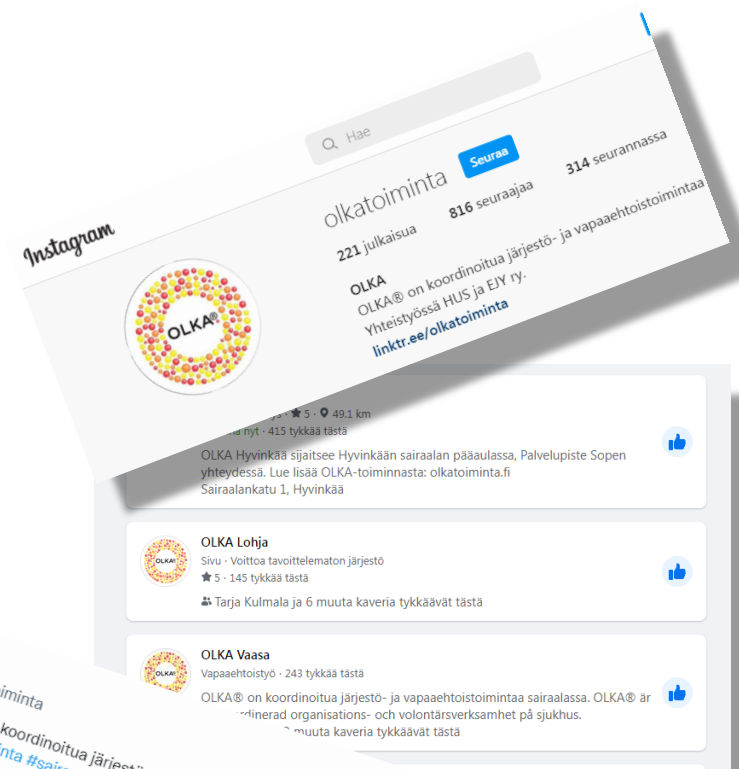 Instagram
Hae
olkatoiminta Seuraa
221 julkaisua 816 seuraajaa 314 seurannassa
OLKA
OLKA® on koordinoitua järjestö- ja vapaaehtoistoimintaa
Yhteistyössä HUS ja EJY ry.
linktr.ee/olkatoiminta
OLKA®
5 · 49.1 km
nyt · 415 tykkää tästä
OLKA Hyvinkää sijaitsee Hyvinkään sairaalan pääaulassa, Palvelupiste Sopen
yhteydessä. Lue lisää OLKA-toiminnasta: olkatoiminta.fi
Sairaalankatu 1, Hyvinkää
OLKA®
OLKA Lohja
Sivu · Voittoa tavoittelematon järjestö
5 · 145 tykkää tästä
Tarja Kulmala ja 6 muuta kaveria tykkäävät tästä
OLKA®
OLKA Vaasa
Vapaaehtoistyö · 243 tykkää tästä
OLKA® on koordinoitua järjestö- ja vapaaehtoistoimintaa sairaalassa. OLKA® är
organisations- och volontärsverksamhet på sjukhus.
muuta kaveria tykkäävät tästä
koordinoitua